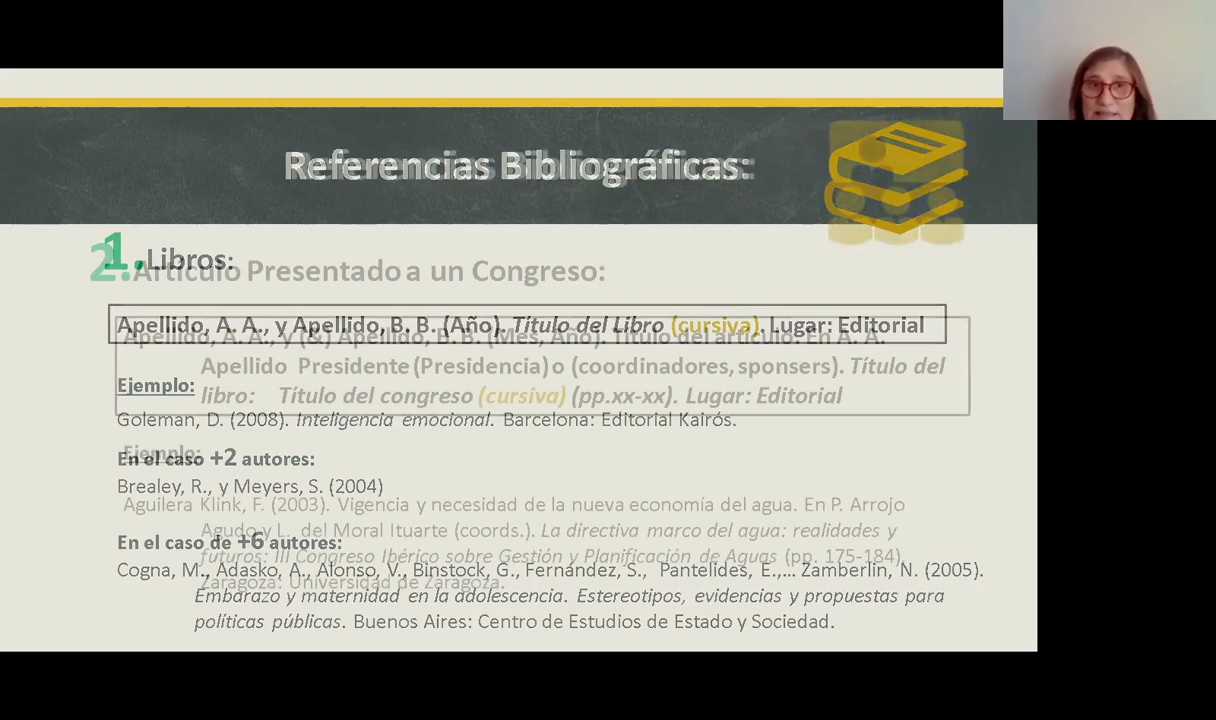 Referencias Bibliográficas:
1. Libros:
Apellido, A. A., y Apellido, B. B. (Año). Título del Libro (cursiva). Lugar: Editorial
Ejemplo:
Goleman, D. (2008). Inteligencia emocional. Barcelona: Editorial Kairós.
En el caso +2 autores:
Brealey, R., y Meyers, S. (2004)
En el caso de +6 autores:
Cogna, M., Adasko, A., Alonso, V., Binstock, G., Fernández, S., Pantelides, E.,... Zamberlin, N. (2005).
Embarazo y maternidad en la adolescencia. Estereotipos, evidencias y propuestas para
políticas públicas. Buenos Aires: Centro de Estudios de Estado y Sociedad.
2. Artículo Presentado a un Congreso:
Apellido, A. A., y (&) Apellido, B. B. (Mes, Año). Título del artículo. En A. A.
Apellido Presidente (Presidencia) o (coordinadores, sponsers). Título del
libro: Título del congreso (cursiva) (pp.xx-xx). Lugar: Editorial
Ejemplo:
Aguilera Klink, F. (2003). Vigencia y necesidad de la nueva economía del agua. En P. Arrojo
Agudo y L. del Moral Ituarte (coords.). La directiva marco del agua: realidades y
futuros: III Congreso Ibérico sobre Gestión y Planificación de Aguas (pp. 175-184),
Zaragoza: Universidad de Zaragoza.